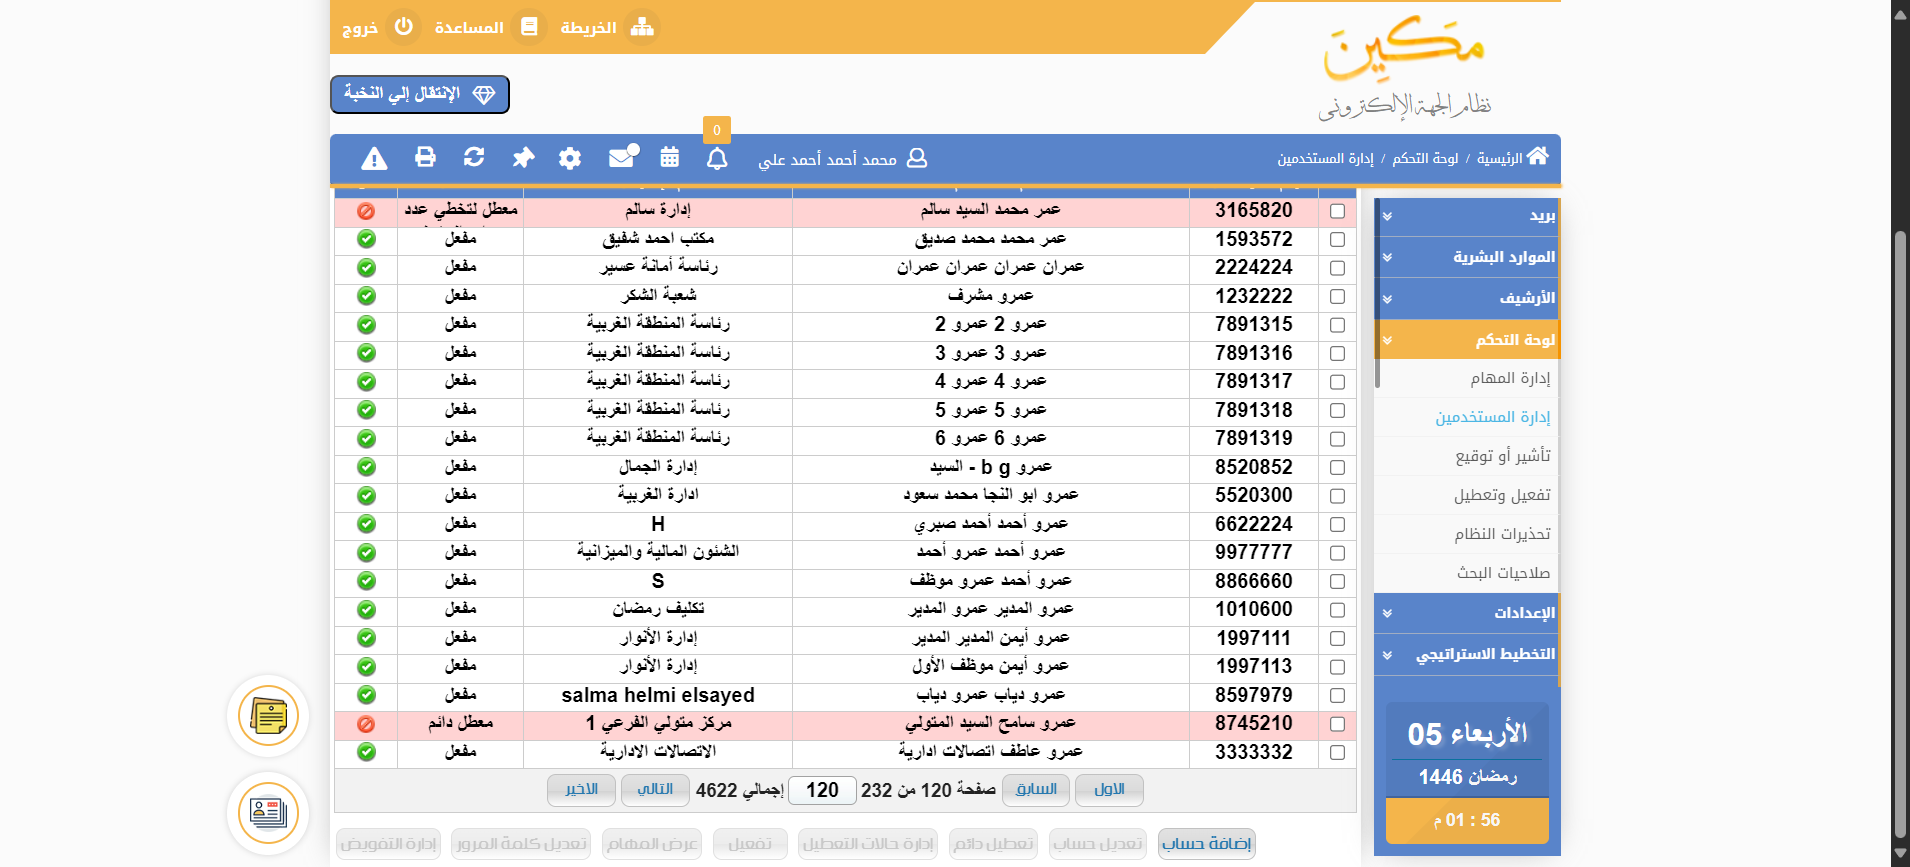 الخريطة
المساعدة
خروج
مَكين
نظام الجهة الإلكتروني
الإنتقال إلي النخبة
الرئيسية / لوحة التحكم / إدارة المستخدمين
محمد أحمد أحمد علي
0
بريد
الموارد البشرية
الأرشيف
لوحة التحكم
إدارة المهام
إدارة المستخدمين
تأشير أو توقيع
تفعيل وتعطيل
تحذيرات النظام
صلاحيات البحث
الإعدادات
التخطيط الاستراتيجي
الأربعاء 05
رمضان 1446
01 : 56 م
3165820 عمر محمد السيد سالم إدارة سالم معطل لتخطي عدد
1593572 عمر محمد محمد صديق مكتب احمد شفيق مفعل
2224224 عمران عمران عمران عمران رئاسة أمانة عسير مفعل
1232222 عمرو مشرف شعبة الشكر مفعل
7891315 عمرو 2 عمرو 2 رئاسة المنطقة الغربية مفعل
7891316 عمرو 3 عمرو 3 رئاسة المنطقة الغربية مفعل
7891317 عمرو 4 عمرو 4 رئاسة المنطقة الغربية مفعل
7891318 عمرو 5 عمرو 5 رئاسة المنطقة الغربية مفعل
7891319 عمرو 6 عمرو 6 رئاسة المنطقة الغربية مفعل
8520852 عمرو b g - السيد إدارة الجمال مفعل
5520300 عمرو ابو النجا محمد سعود ادارة الغربية مفعل
6622224 عمرو أحمد أحمد صبري H مفعل
9977777 عمرو أحمد عمرو أحمد الشئون المالية والميزانية مفعل
8866660 عمرو أحمد عمرو موظف S مفعل
1010600 عمرو المدير عمرو المدير تكليف رمضان مفعل
1997111 عمرو أيمن المدير المدير إدارة الأنوار مفعل
1997113 عمرو أيمن موظف الأول إدارة الأنوار مفعل
8597979 عمرو دياب عمرو دياب salma helmi elsayed مفعل
8745210 عمرو سامح السيد المتولي مركز متولي الفرعي 1 معطل دائم
3333332 عمرو عاطف اتصالات ادارية الاتصالات الادارية مفعل
الاول السابق صفحة 120 من 232 120 إجمالي 4622 التالي الاخير
إضافة حساب تعديل حساب تعطيل دائم إدارة حالات التعطيل تفعيل عرض المهام تعديل كلمة المرور إدارة التفويض